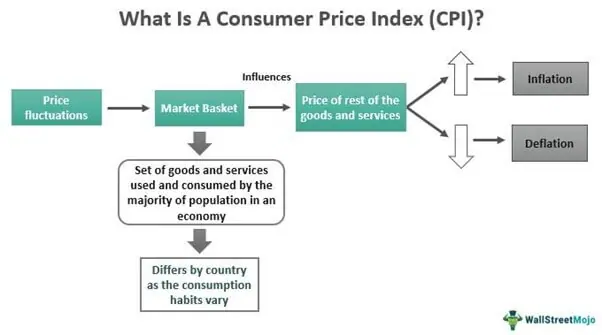 What Is A Consumer Price Index (CPI)?
Influences
Price
fluctuations
Market Basket
Price of rest of the
goods and services
Inflation
Deflation
Set of goods and services
used and consumed by the
majority of population in an
economy
Differs by country
as the consumption
habits vary
WallStreetMojo